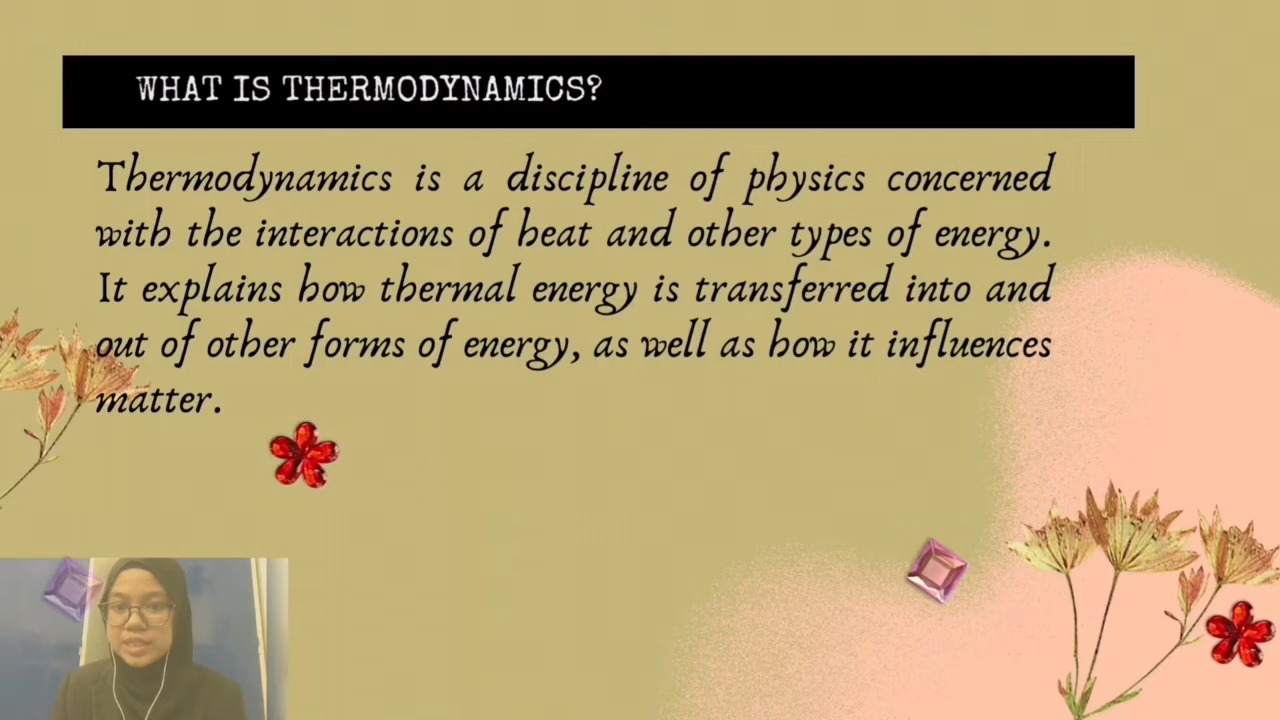 WHAT IS THERMODYNAMICS?
Thermodynamics is a discipline of physics concerned
with the interactions of heat and other types of energy.
It explains how thermal energy is transferred into and
out of other forms of energy, as well as how it influences
matter.